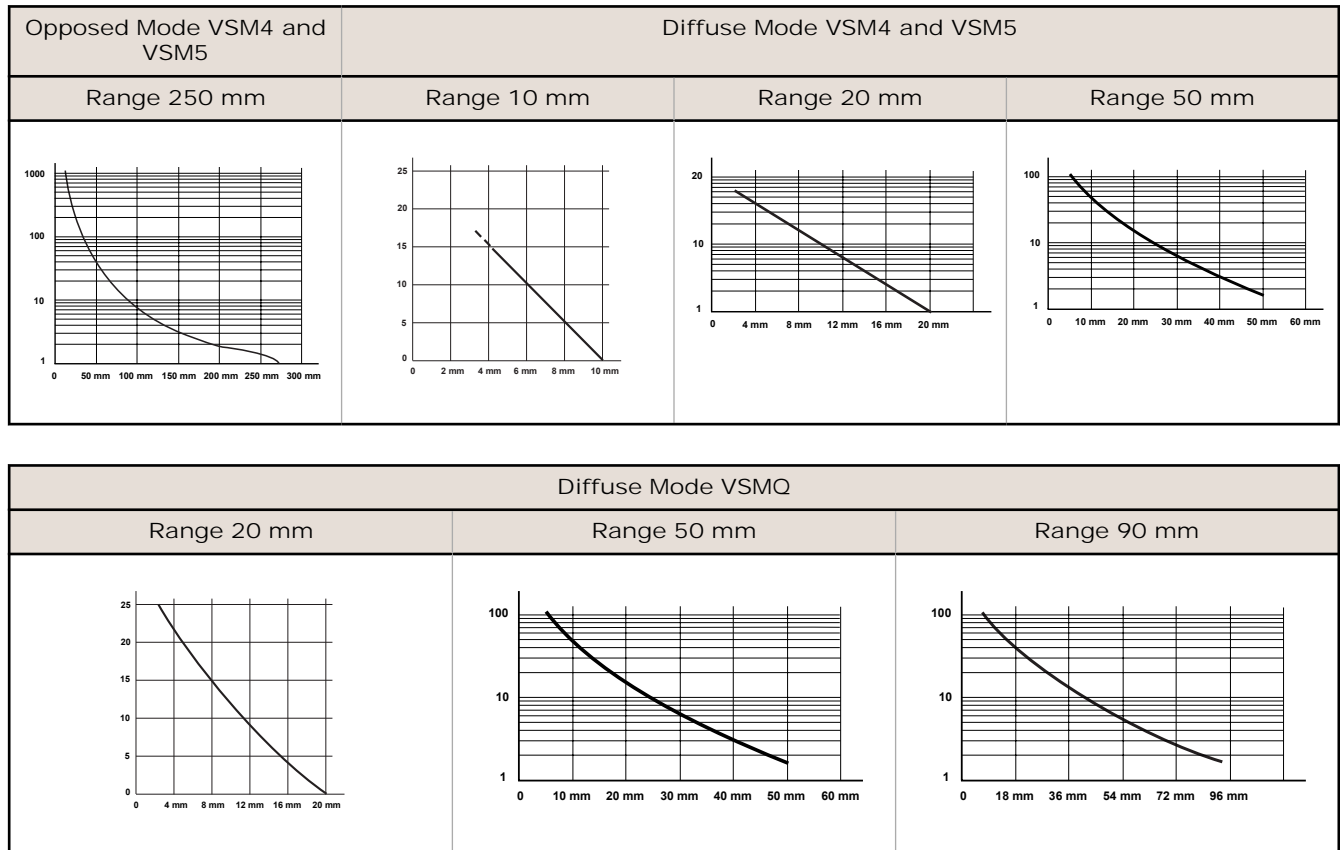 Opposed Mode VSM4 and
VSM5
Diffuse Mode VSM4 and VSM5
Range 250 mm
Range 10 mm
Range 20 mm
Range 50 mm
1000
100
10
1
0 50 mm 100 mm 150 mm 200 mm 250 mm 300 mm
25
20
15
10
5
0
0 2 mm 4 mm 6 mm 8 mm 10 mm
20
10
1
0 4 mm 8 mm 12 mm 16 mm 20 mm
100
10
1
0 10 mm 20 mm 30 mm 40 mm 50 mm 60 mm
Diffuse Mode VSMQ
Range 20 mm
Range 50 mm
Range 90 mm
25
20
15
10
5
0
0 4 mm 8 mm 12 mm 16 mm 20 mm
100
10
1
0 10 mm 20 mm 30 mm 40 mm 50 mm 60 mm
100
10
1
0 18 mm 36 mm 54 mm 72 mm 96 mm